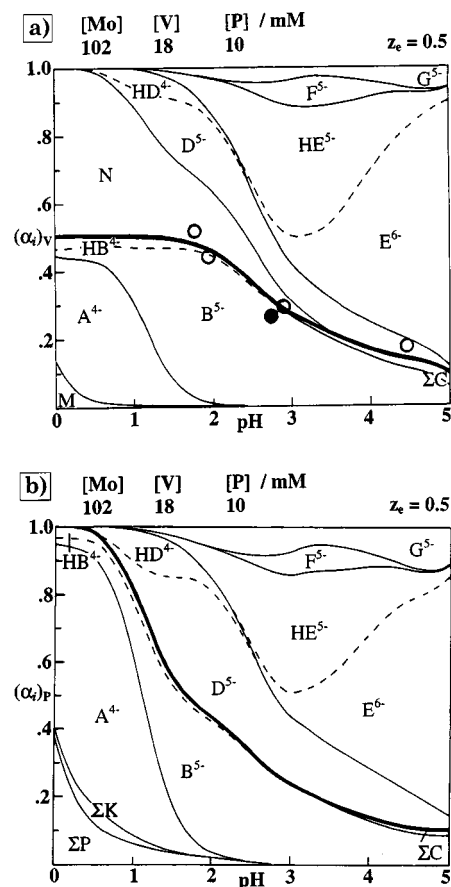 a) [Mo] [V] [P] / mM z_e = 0.5
102 18 10
1.0
.8
.6
(α_i)_V
.4
.2
HD⁴⁻
G⁵⁻
F⁵⁻
D⁵⁻
HE⁵⁻
N
E⁶⁻
HB⁴⁻
A⁴⁻
B⁵⁻
M
ΣC
0 1 2 3 4 5
pH
b) [Mo] [V] [P] / mM z_e = 0.5
102 18 10
1.0
.8
.6
(α_i)_P
.4
.2
HB⁴⁻
HD⁴⁻
F⁵⁻
G⁵⁻
HE⁵⁻
D⁵⁻
A⁴⁻
E⁶⁻
B⁵⁻
ΣK
ΣP
ΣC
0 1 2 3 4 5
pH